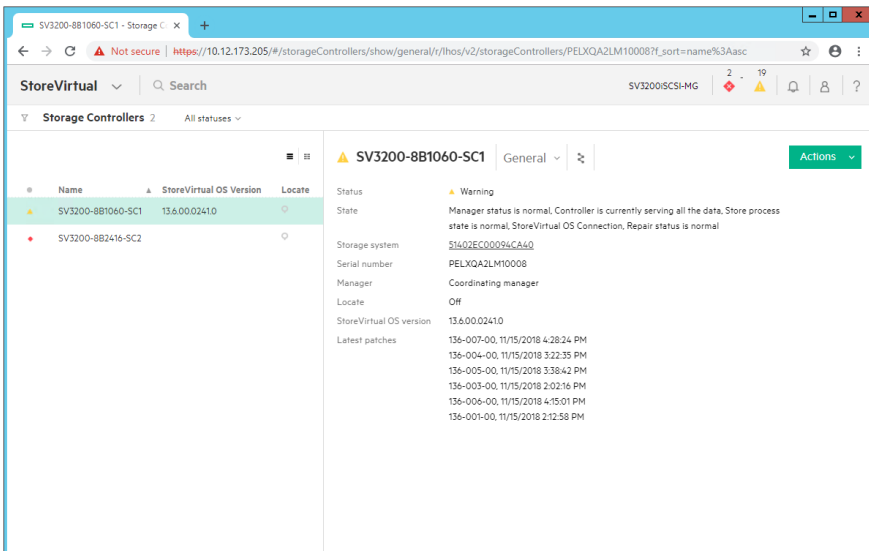 SV3200-8B1060-SC1 - Storage C
Not secure | https://10.12.173.205/#/storageControllers/show/general/r/lhos/v2/storageControllers/PELXQA2LM10008?f_sort=name%3Aasc
StoreVirtual
Search
SV3200iSCSI-MG
2
19
?
Storage Controllers 2
All statuses
SV3200-8B1060-SC1
General
Actions
Name
StoreVirtual OS Version
Locate
SV3200-8B1060-SC1
13.6.00.0241.0
SV3200-8B2416-SC2
Status
Warning
State
Manager status is normal, Controller is currently serving all the data, Store process
state is normal, StoreVirtual OS Connection, Repair status is normal
Storage system
51402EC00094CA40
Serial number
PELXQA2LM10008
Manager
Coordinating manager
Locate
Off
StoreVirtual OS version
13.6.00.0241.0
Latest patches
136-007-00, 11/15/2018 4:28:24 PM
136-004-00, 11/15/2018 3:22:35 PM
136-005-00, 11/15/2018 3:38:42 PM
136-003-00, 11/15/2018 2:02:16 PM
136-006-00, 11/15/2018 4:15:01 PM
136-001-00, 11/15/2018 2:12:58 PM